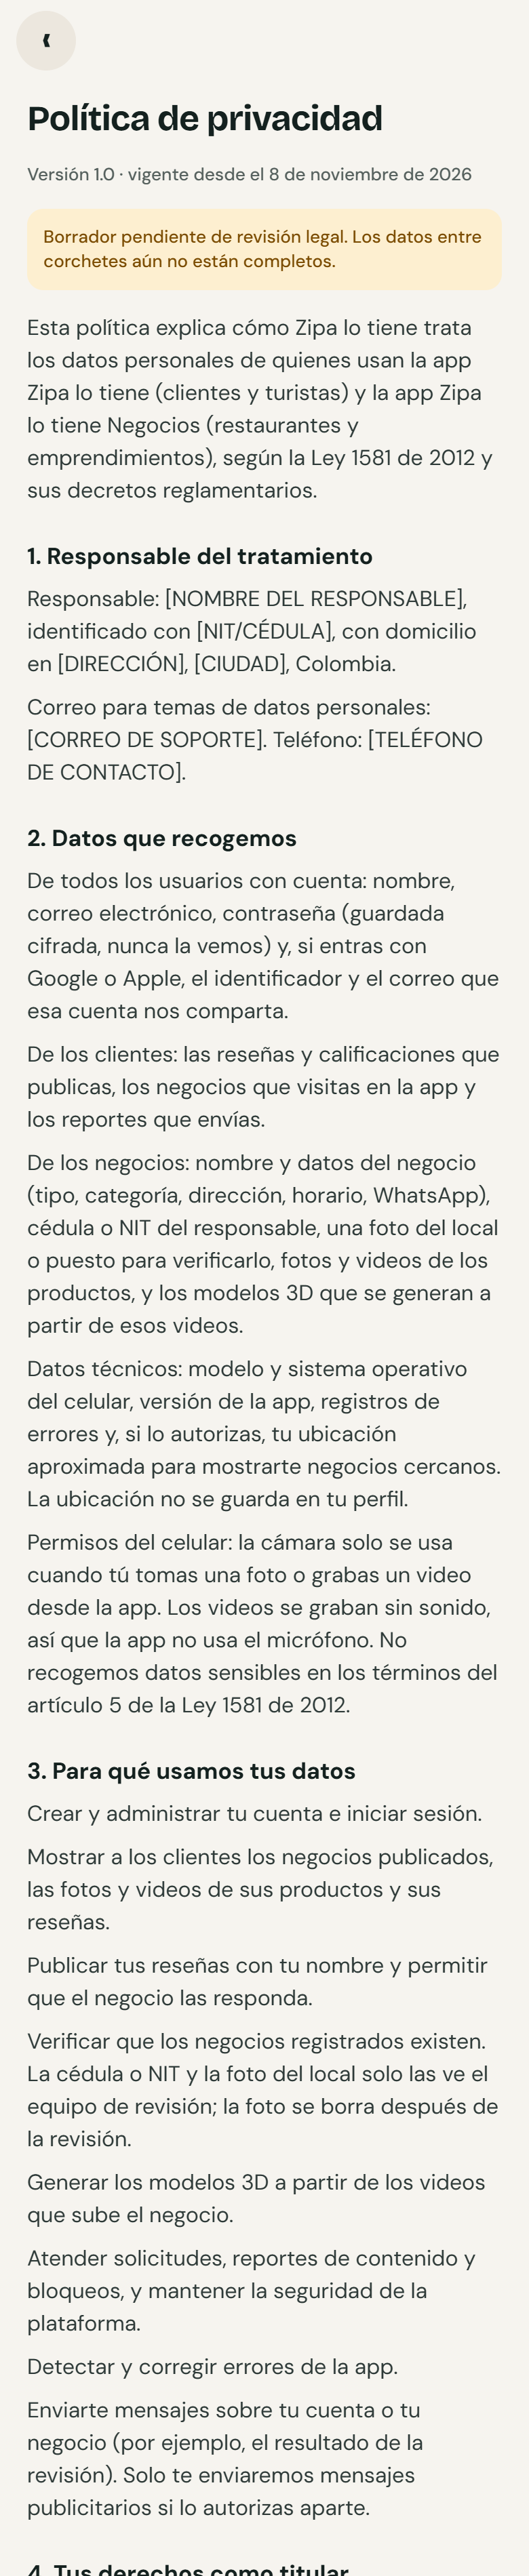 Política de privacidad
Versión 1.0 · vigente desde el 8 de noviembre de 2026
Borrador pendiente de revisión legal. Los datos entre
corchetes aún no están completos.
Esta política explica cómo Zipa lo tiene trata
los datos personales de quienes usan la app
Zipa lo tiene (clientes y turistas) y la app Zipa
lo tiene Negocios (restaurantes y
emprendimientos), según la Ley 1581 de 2012 y
sus decretos reglamentarios.
1. Responsable del tratamiento
Responsable: [NOMBRE DEL RESPONSABLE],
identificado con [NIT/CÉDULA], con domicilio
en [DIRECCIÓN], [CIUDAD], Colombia.
Correo para temas de datos personales:
[CORREO DE SOPORTE]. Teléfono: [TELÉFONO
DE CONTACTO].
2. Datos que recogemos
De todos los usuarios con cuenta: nombre,
correo electrónico, contraseña (guardada
cifrada, nunca la vemos) y, si entras con
Google o Apple, el identificador y el correo que
esa cuenta nos comparta.
De los clientes: las reseñas y calificaciones que
publicas, los negocios que visitas en la app y
los reportes que envías.
De los negocios: nombre y datos del negocio
(tipo, categoría, dirección, horario, WhatsApp),
cédula o NIT del responsable, una foto del local
o puesto para verificarlo, fotos y videos de los
productos, y los modelos 3D que se generan a
partir de esos videos.
Datos técnicos: modelo y sistema operativo
del celular, versión de la app, registros de
errores y, si lo autorizas, tu ubicación
aproximada para mostrarte negocios cercanos.
La ubicación no se guarda en tu perfil.
Permisos del celular: la cámara solo se usa
cuando tú tomas una foto o grabas un video
desde la app. Los videos se graban sin sonido,
así que la app no usa el micrófono. No
recogemos datos sensibles en los términos del
artículo 5 de la Ley 1581 de 2012.
3. Para qué usamos tus datos
Crear y administrar tu cuenta e iniciar sesión.
Mostrar a los clientes los negocios publicados,
las fotos y videos de sus productos y sus
reseñas.
Publicar tus reseñas con tu nombre y permitir
que el negocio las responda.
Verificar que los negocios registrados existen.
La cédula o NIT y la foto del local solo las ve el
equipo de revisión; la foto se borra después de
la revisión.
Generar los modelos 3D a partir de los videos
que sube el negocio.
Atender solicitudes, reportes de contenido y
bloqueos, y mantener la seguridad de la
plataforma.
Detectar y corregir errores de la app.
Enviarte mensajes sobre tu cuenta o tu
negocio (por ejemplo, el resultado de la
revisión). Solo te enviaremos mensajes
publicitarios si lo autorizas aparte.
4. Tus derechos como titular